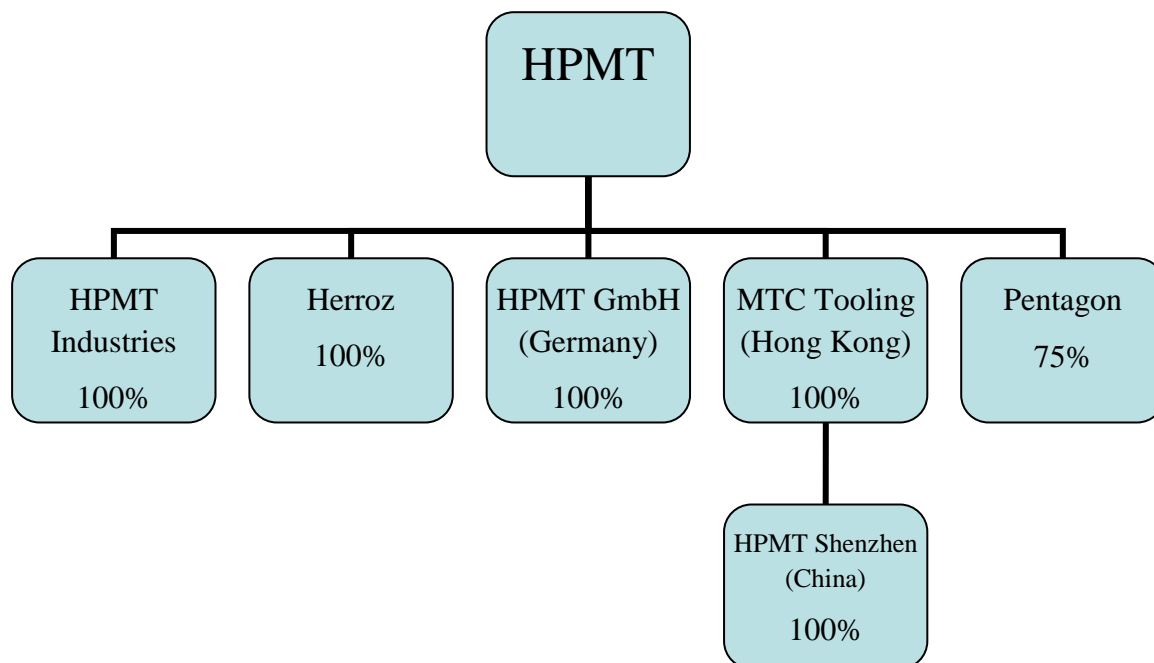 HPMT
HPMT
Industries
100%
Herroz
100%
HPMT GmbH
(Germany)
100%
MTC Tooling
(Hong Kong)
100%
Pentagon
75%
HPMT Shenzhen
(China)
100%